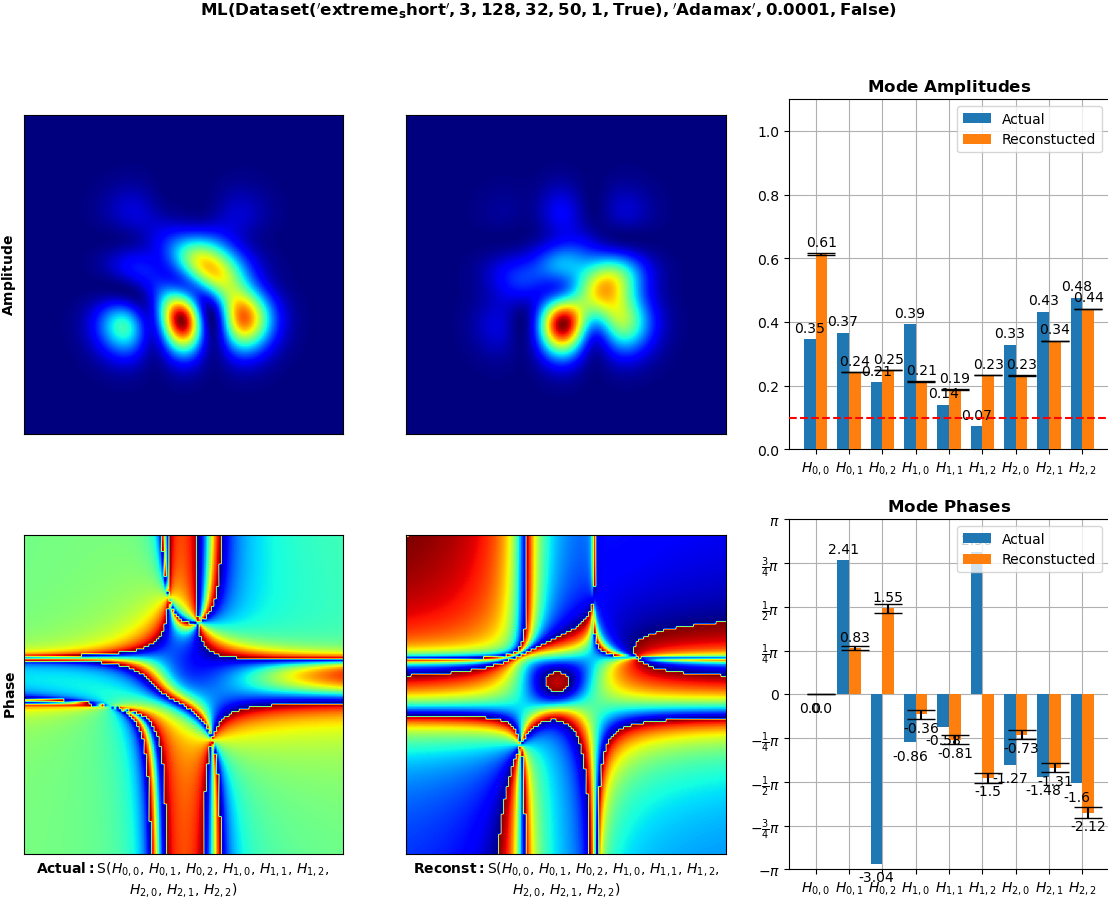 ML(Dataset('extreme_short', 3, 128, 32, 50, 1, True), 'Adamax', 0.0001, False)
Amplitude
Mode Amplitudes
Actual
Reconstucted
1.0
0.8
0.6
0.4
0.2
0.0
0.35
0.61
0.37
0.24
0.21
0.25
0.39
0.21
0.14
0.19
0.07
0.23
0.33
0.23
0.43
0.34
0.48
0.44
H0,0 H0,1 H0,2 H1,0 H1,1 H1,2 H2,0 H2,1 H2,2
Phase
Actual: S(H0,0, H0,1, H0,2, H1,0, H1,1, H1,2,
H2,0, H2,1, H2,2)
Reconst: S(H0,0, H0,1, H0,2, H1,0, H1,1, H1,2,
H2,0, H2,1, H2,2)
Mode Phases
Actual
Reconstucted
π
3/4π
1/2π
1/4π
0
−1/4π
−1/2π
−3/4π
−π
0.0
0.0
2.41
0.83
-3.04
1.55
-0.86
-0.36
-0.81
-1.5
-1.27
-0.73
-1.48
-1.31
-1.6
-2.12
H0,0 H0,1 H0,2 H1,0 H1,1 H1,2 H2,0 H2,1 H2,2